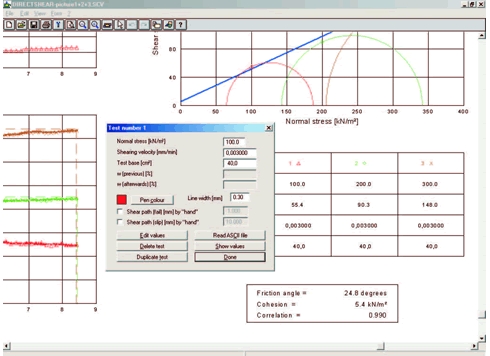 DIRECTSHEAR-picture1+2+3.SCV
File Edit View Form ?
Shear
80
40
0
0 50 100 150 200 250 300 350 400
Normal stress [kN/m²]
7 8 9
7 8 9
Test number 1
Normal stress [kN/m²] 100.0
Shearing velocity [mm/min] 0,003000
Test base [cm²] 40,0
w (previous) [%]
w (afterwards) [%]
Pen colour Line width [mm] 0.30
Shear path (fail) [mm] by "hand"
Shear path (slip) [mm] by "hand"
Edit values Read ASCII file
Delete test Show values
Duplicate test Done
1 2 3
100.0 200.0 300.0
55.4 90.3 148.0
0,003000 0,003000 0,003000
40,0 40,0 40,0
Friction angle = 24.8 degrees
Cohesion = 5.4 kN/m²
Correlation = 0.990